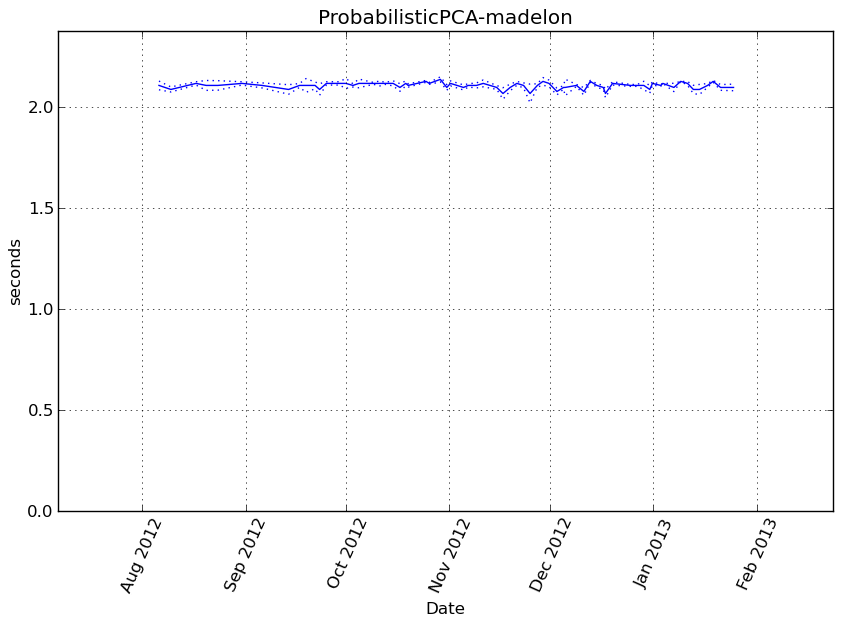 ProbabilisticPCA-madelon
2.0
1.5
1.0
0.5
0.0
seconds
Aug 2012
Sep 2012
Oct 2012
Nov 2012
Dec 2012
Jan 2013
Feb 2013
Date